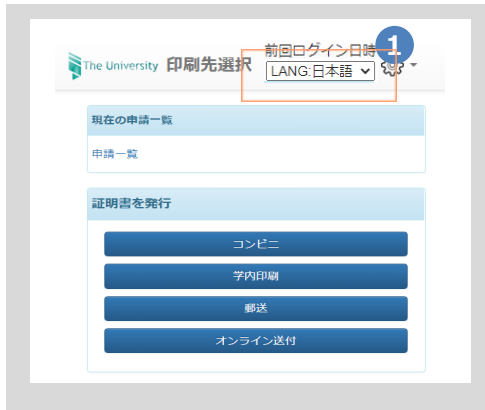 前回ログイン日時
1
The University 印刷先選択 LANG:日本語
現在の申請一覧
申請一覧
証明書を発行
コンビニ
学内印刷
郵送
オンライン送付